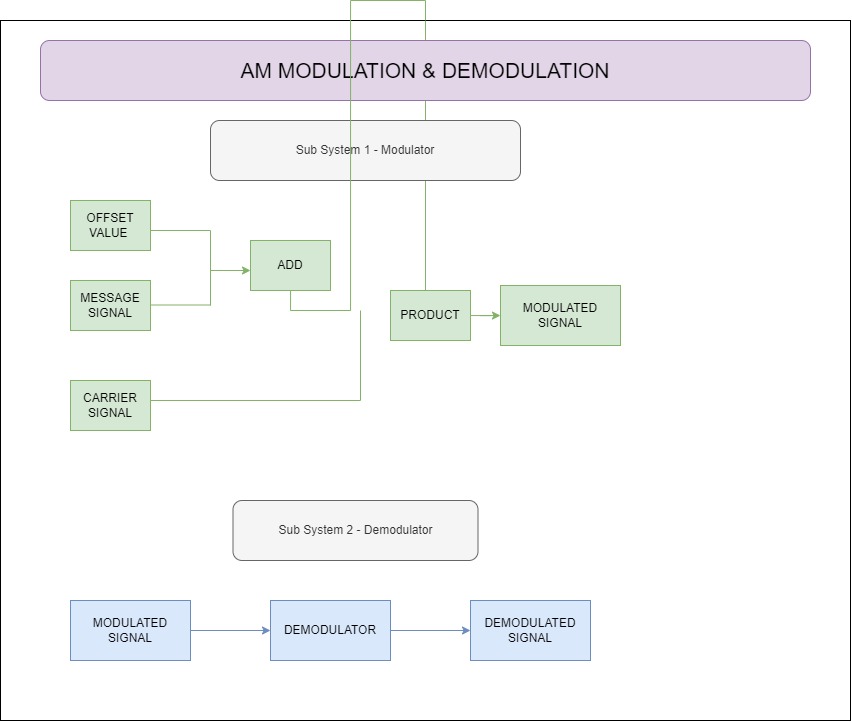 AM MODULATION & DEMODULATION
Sub System 1 - Modulator
OFFSET
VALUE
ADD
MESSAGE
SIGNAL
PRODUCT
MODULATED
SIGNAL
CARRIER
SIGNAL
Sub System 2 - Demodulator
MODULATED
SIGNAL
DEMODULATOR
DEMODULATED
SIGNAL